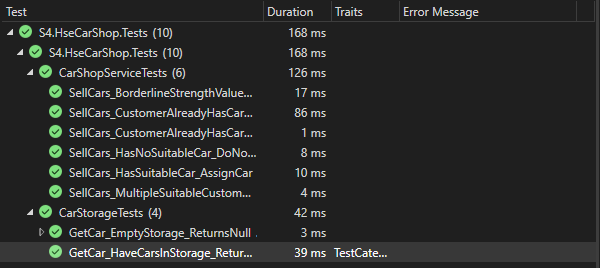 Test Duration Traits Error Message
S4.HseCarShop.Tests (10) 168 ms
S4.HseCarShop.Tests (10) 168 ms
CarShopServiceTests (6) 126 ms
SellCars_BorderlineStrengthValue... 17 ms
SellCars_CustomerAlreadyHasCar... 86 ms
SellCars_CustomerAlreadyHasCar... 1 ms
SellCars_HasNoSuitableCar_DoNo... 8 ms
SellCars_HasSuitableCar_AssignCar 10 ms
SellCars_MultipleSuitableCustom... 4 ms
CarStorageTests (4) 42 ms
GetCar_EmptyStorage_ReturnsNull 3 ms
GetCar_HaveCarsInStorage_Retur... 39 ms TestCate...